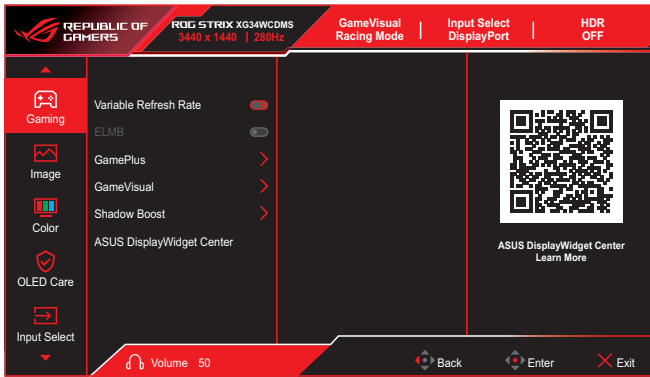 REPUBLIC OF
GAMERS
ROG STRIX XG34WCDMS
3440 x 1440 | 280Hz
GameVisual
Racing Mode
Input Select
DisplayPort
HDR
OFF
Gaming
Image
Color
OLED Care
Input Select
Variable Refresh Rate
ELMB
GamePlus
GameVisual
Shadow Boost
ASUS DisplayWidget Center
ASUS DisplayWidget Center
Learn More
Volume 50
Back
Enter
Exit